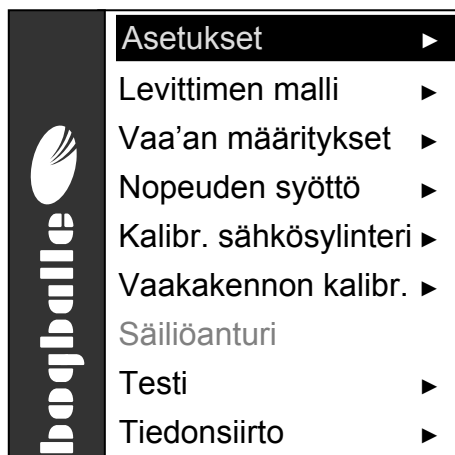 Asetukset ►
Levittimen malli ►
Vaa’an määritykset ►
Nopeuden syöttö ►
Kalibr. sähkösylinteri ►
Vaakakennon kalibr. ►
Säiliöanturi
Testi ►
Tiedonsiirto ►
bogballe